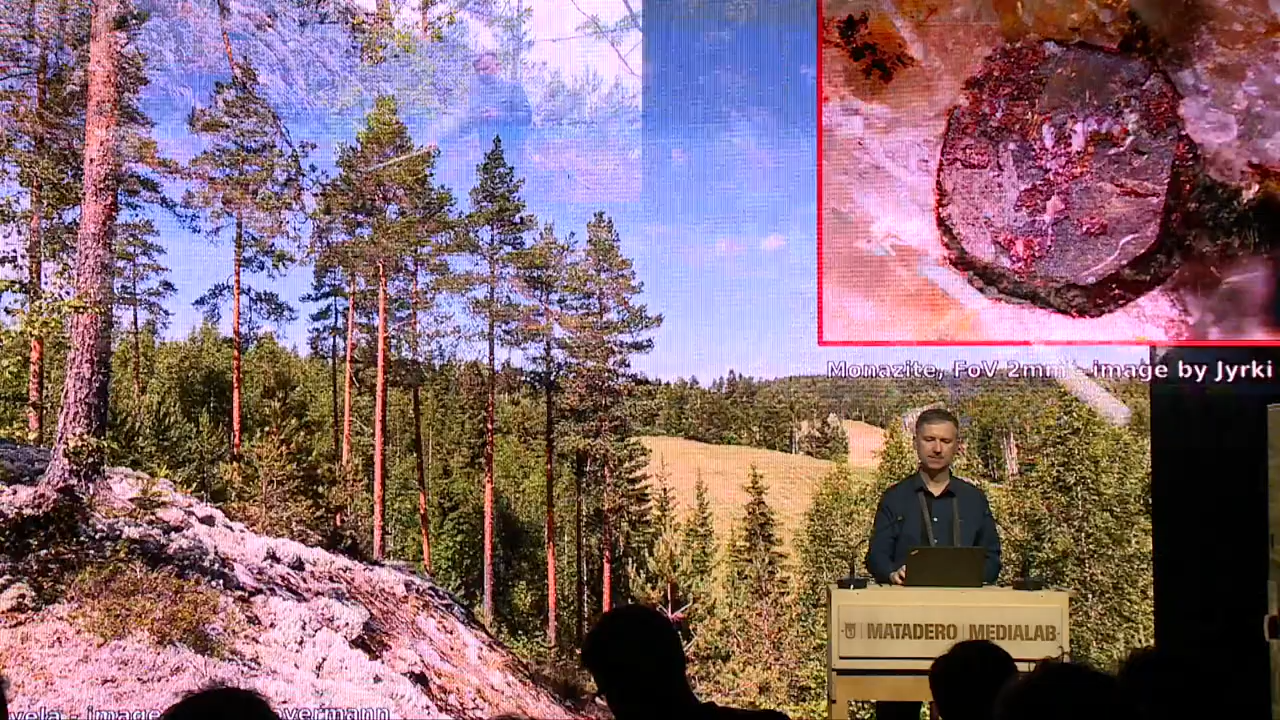 Monazite, FoV 2mm - image by Jyrki
MATADERO MEDIALAB
vela - image overmann